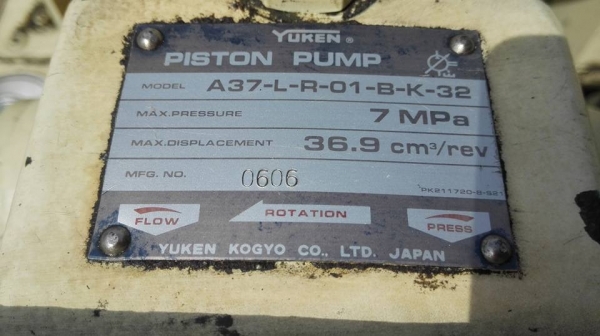 YUKEN ®
PISTON PUMP
MODEL A37-L-R-01-B-K-32
MAX.PRESSURE 7 MPa
MAX.DISPLACEMENT 36.9 cm³/rev
MFG. NO. 0606
FLOW ROTATION PRESS
YUKEN KOGYO CO., LTD. JAPAN